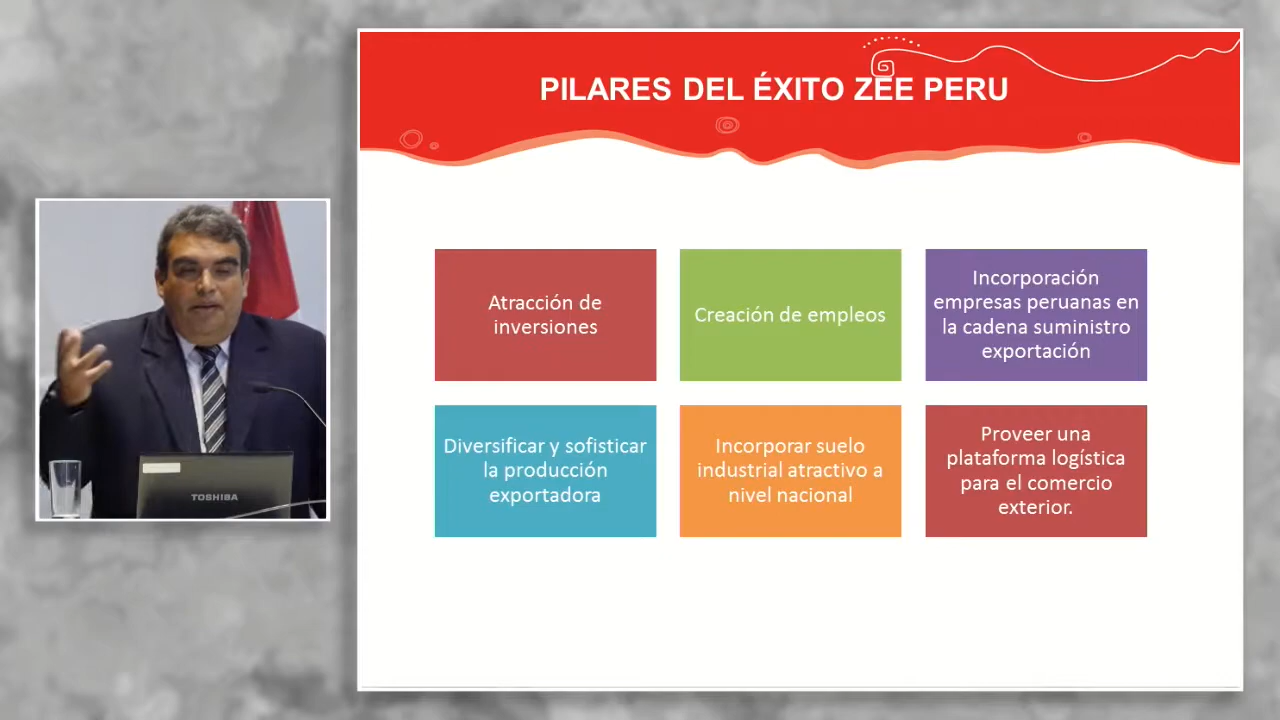 PILARES DEL ÉXITO ZEE PERU
Atracción de
inversiones
Creación de empleos
Incorporación
empresas peruanas en
la cadena suministro
exportación
Diversificar y sofisticar
la producción
exportadora
Incorporar suelo
industrial atractivo a
nivel nacional
Proveer una
plataforma logística
para el comercio
exterior.
TOSHIBA